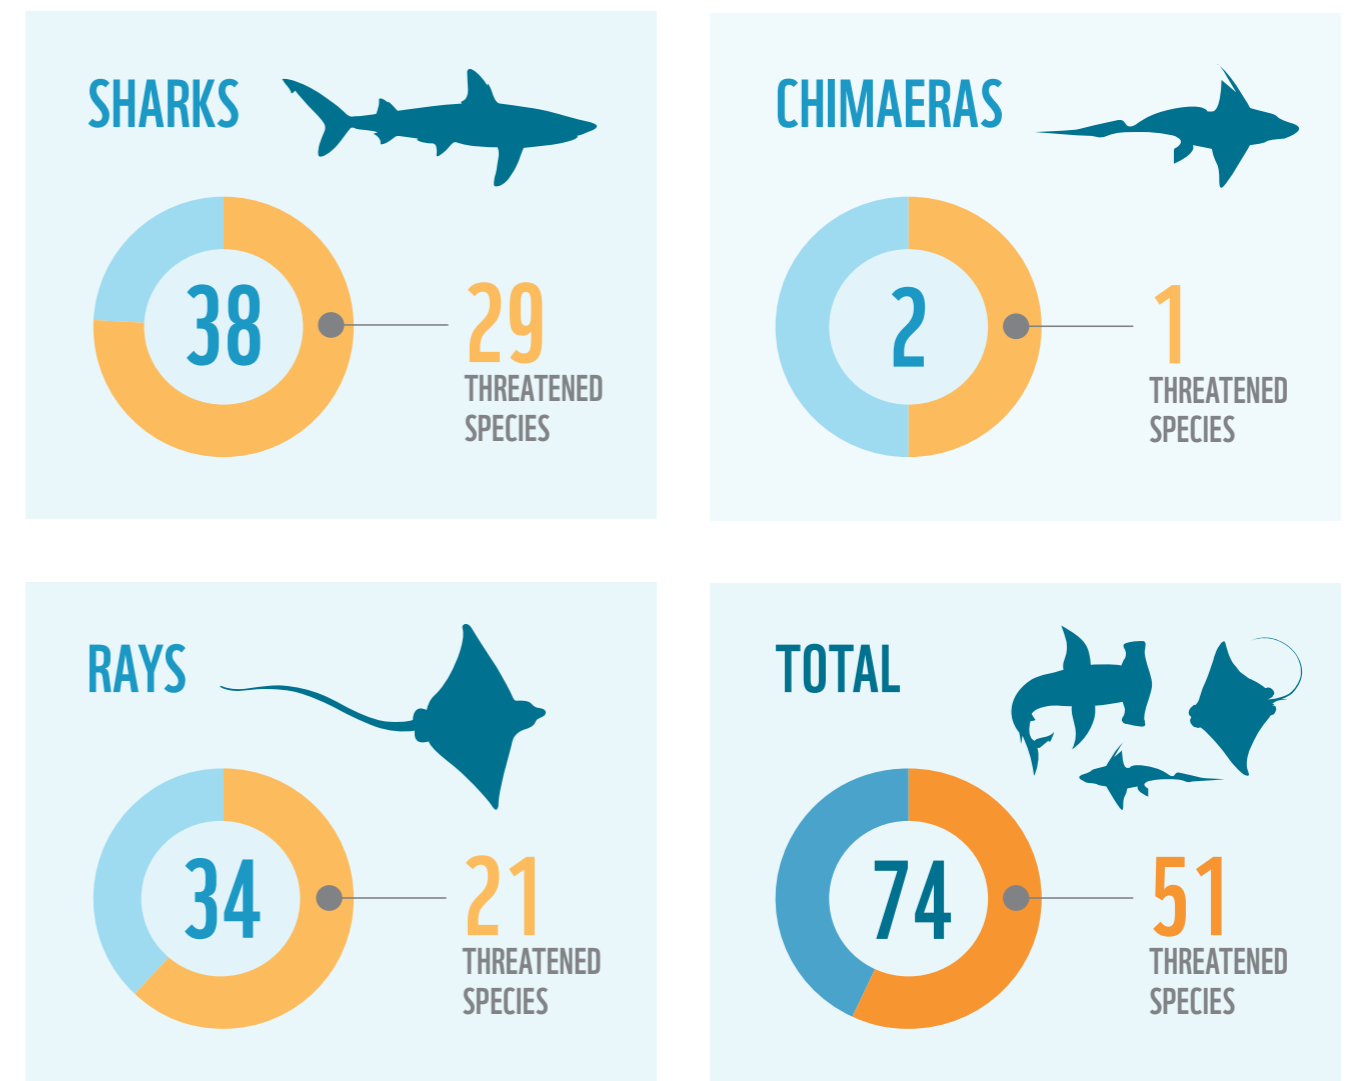 SHARKS
38
29
THREATENED
SPECIES
CHIMAERAS
2
1
THREATENED
SPECIES
RAYS
34
21
THREATENED
SPECIES
TOTAL
74
51
THREATENED
SPECIES